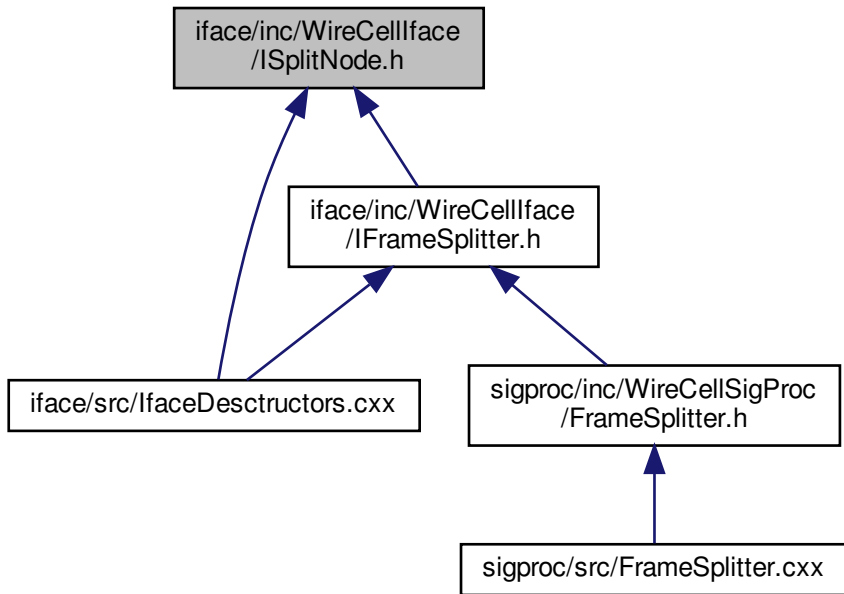 iface/inc/WireCellIface
/ISplitNode.h
iface/inc/WireCellIface
/IFrameSplitter.h
iface/src/IfaceDesctructors.cxx
sigproc/inc/WireCellSigProc
/FrameSplitter.h
sigproc/src/FrameSplitter.cxx